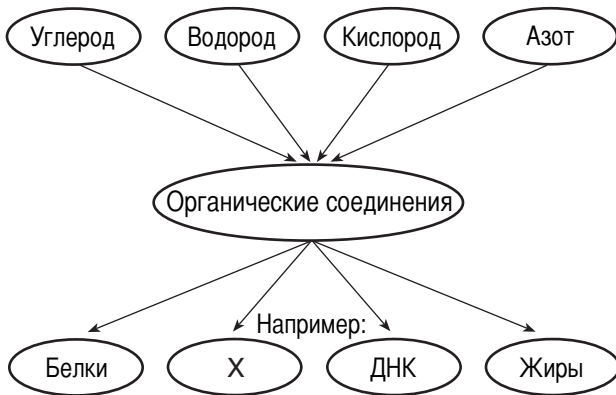 Углерод Водород Кислород Азот
Органические соединения
Например:
Белки Х ДНК Жиры